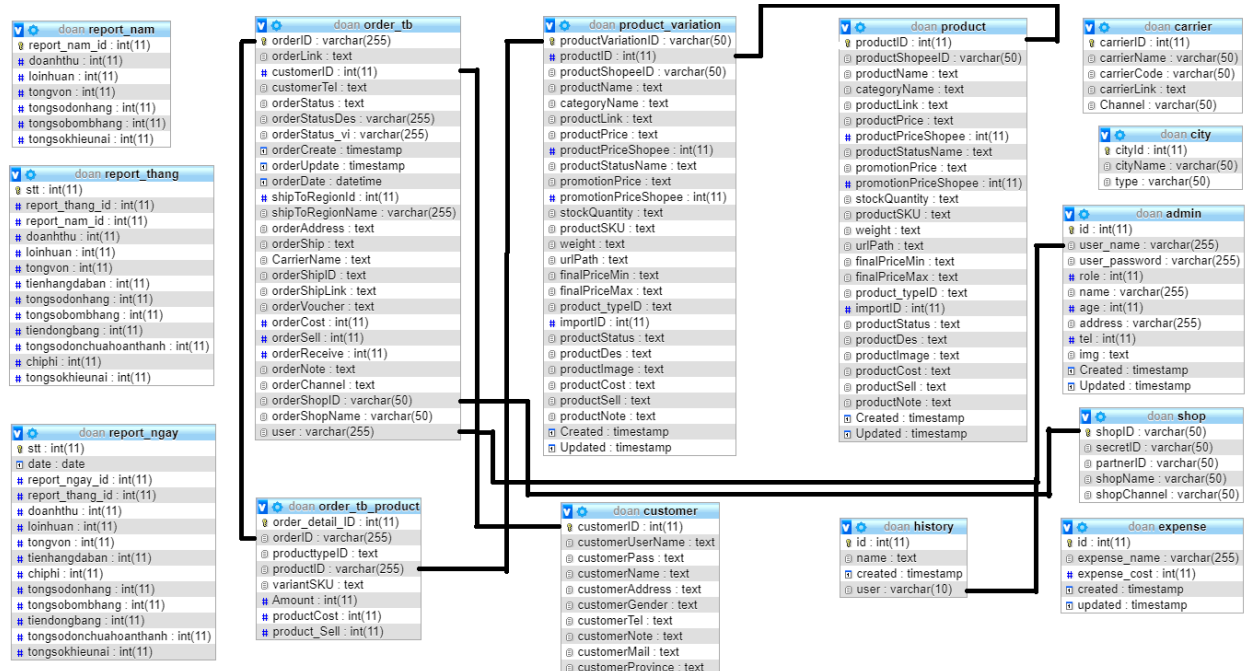 doan report_nam
report_nam_id : int(11)
doanhthu : int(11)
loinhuan : int(11)
tongvon : int(11)
tongsodonhang : int(11)
tongsobombhang : int(11)
tongsokhieunai : int(11)
doan report_thang
stt : int(11)
report_thang_id : int(11)
report_nam_id : int(11)
doanhthu : int(11)
loinhuan : int(11)
tongvon : int(11)
tienhangdaban : int(11)
tongsodonhang : int(11)
tongsobombhang : int(11)
tiendongbang : int(11)
tongsodonchuahoanthanh : int(11)
chiphi : int(11)
tongsokhieunai : int(11)
doan report_ngay
stt : int(11)
date : date
report_ngay_id : int(11)
report_thang_id : int(11)
doanhthu : int(11)
loinhuan : int(11)
tongvon : int(11)
tienhangdaban : int(11)
chiphi : int(11)
tongsodonhang : int(11)
tongsobombhang : int(11)
tiendongbang : int(11)
tongsodonchuahoanthanh : int(11)
tongsokhieunai : int(11)
doan order_tb
orderID : varchar(255)
orderLink : text
customerID : int(11)
customerTel : text
orderStatus : text
orderStatusDes : varchar(255)
orderStatus_vi : varchar(255)
orderCreate : timestamp
orderUpdate : timestamp
orderDate : datetime
shipToRegionId : int(11)
shipToRegionName : varchar(255)
orderAddress : text
orderShip : text
CarrierName : text
orderShipID : text
orderShipLink : text
orderVoucher : text
orderCost : int(11)
orderSell : int(11)
orderReceive : int(11)
orderNote : text
orderChannel : text
orderShopID : varchar(50)
orderShopName : varchar(50)
user : varchar(255)
doan order_tb_product
order_detail_ID : int(11)
orderID : varchar(255)
producttypeID : text
productID : varchar(255)
variantSKU : text
Amount : int(11)
productCost : int(11)
product_Sell : int(11)
doan product_variation
productVariationID : varchar(50)
productID : int(11)
productShopeeID : varchar(50)
productName : text
categoryName : text
productLink : text
productPrice : text
productPriceShopee : int(11)
productStatusName : text
promotionPrice : text
promotionPriceShopee : int(11)
stockQuantity : text
productSKU : text
weight : text
urlPath : text
finalPriceMin : text
finalPriceMax : text
product_typeID : text
importID : int(11)
productStatus : text
productDes : text
productImage : text
productCost : text
productSell : text
productNote : text
Created : timestamp
Updated : timestamp
doan customer
customerID : int(11)
customerUserName : text
customerPass : text
customerName : text
customerAddress : text
customerGender : text
customerTel : text
customerNote : text
customerMail : text
customerProvince : text
doan product
productID : int(11)
productShopeeID : varchar(50)
productName : text
categoryName : text
productLink : text
productPrice : text
productPriceShopee : int(11)
productStatusName : text
promotionPrice : text
promotionPriceShopee : int(11)
stockQuantity : text
productSKU : text
weight : text
urlPath : text
finalPriceMin : text
finalPriceMax : text
product_typeID : text
importID : int(11)
productStatus : text
productDes : text
productImage : text
productCost : text
productSell : text
productNote : text
Created : timestamp
Updated : timestamp
doan history
id : int(11)
name : text
created : timestamp
user : varchar(10)
doan carrier
carrierID : int(11)
carrierName : varchar(50)
carrierCode : varchar(50)
carrierLink : text
Channel : varchar(50)
doan city
cityId : int(11)
cityName : varchar(50)
type : varchar(50)
doan admin
id : int(11)
user_name : varchar(255)
user_password : varchar(255)
role : int(11)
name : varchar(255)
age : int(11)
address : varchar(255)
tel : int(11)
img : text
Created : timestamp
Updated : timestamp
doan shop
shopID : varchar(50)
secretID : varchar(50)
partnerID : varchar(50)
shopName : varchar(50)
shopChannel : varchar(50)
doan expense
id : int(11)
expense_name : varchar(255)
expense_cost : int(11)
created : timestamp
updated : timestamp